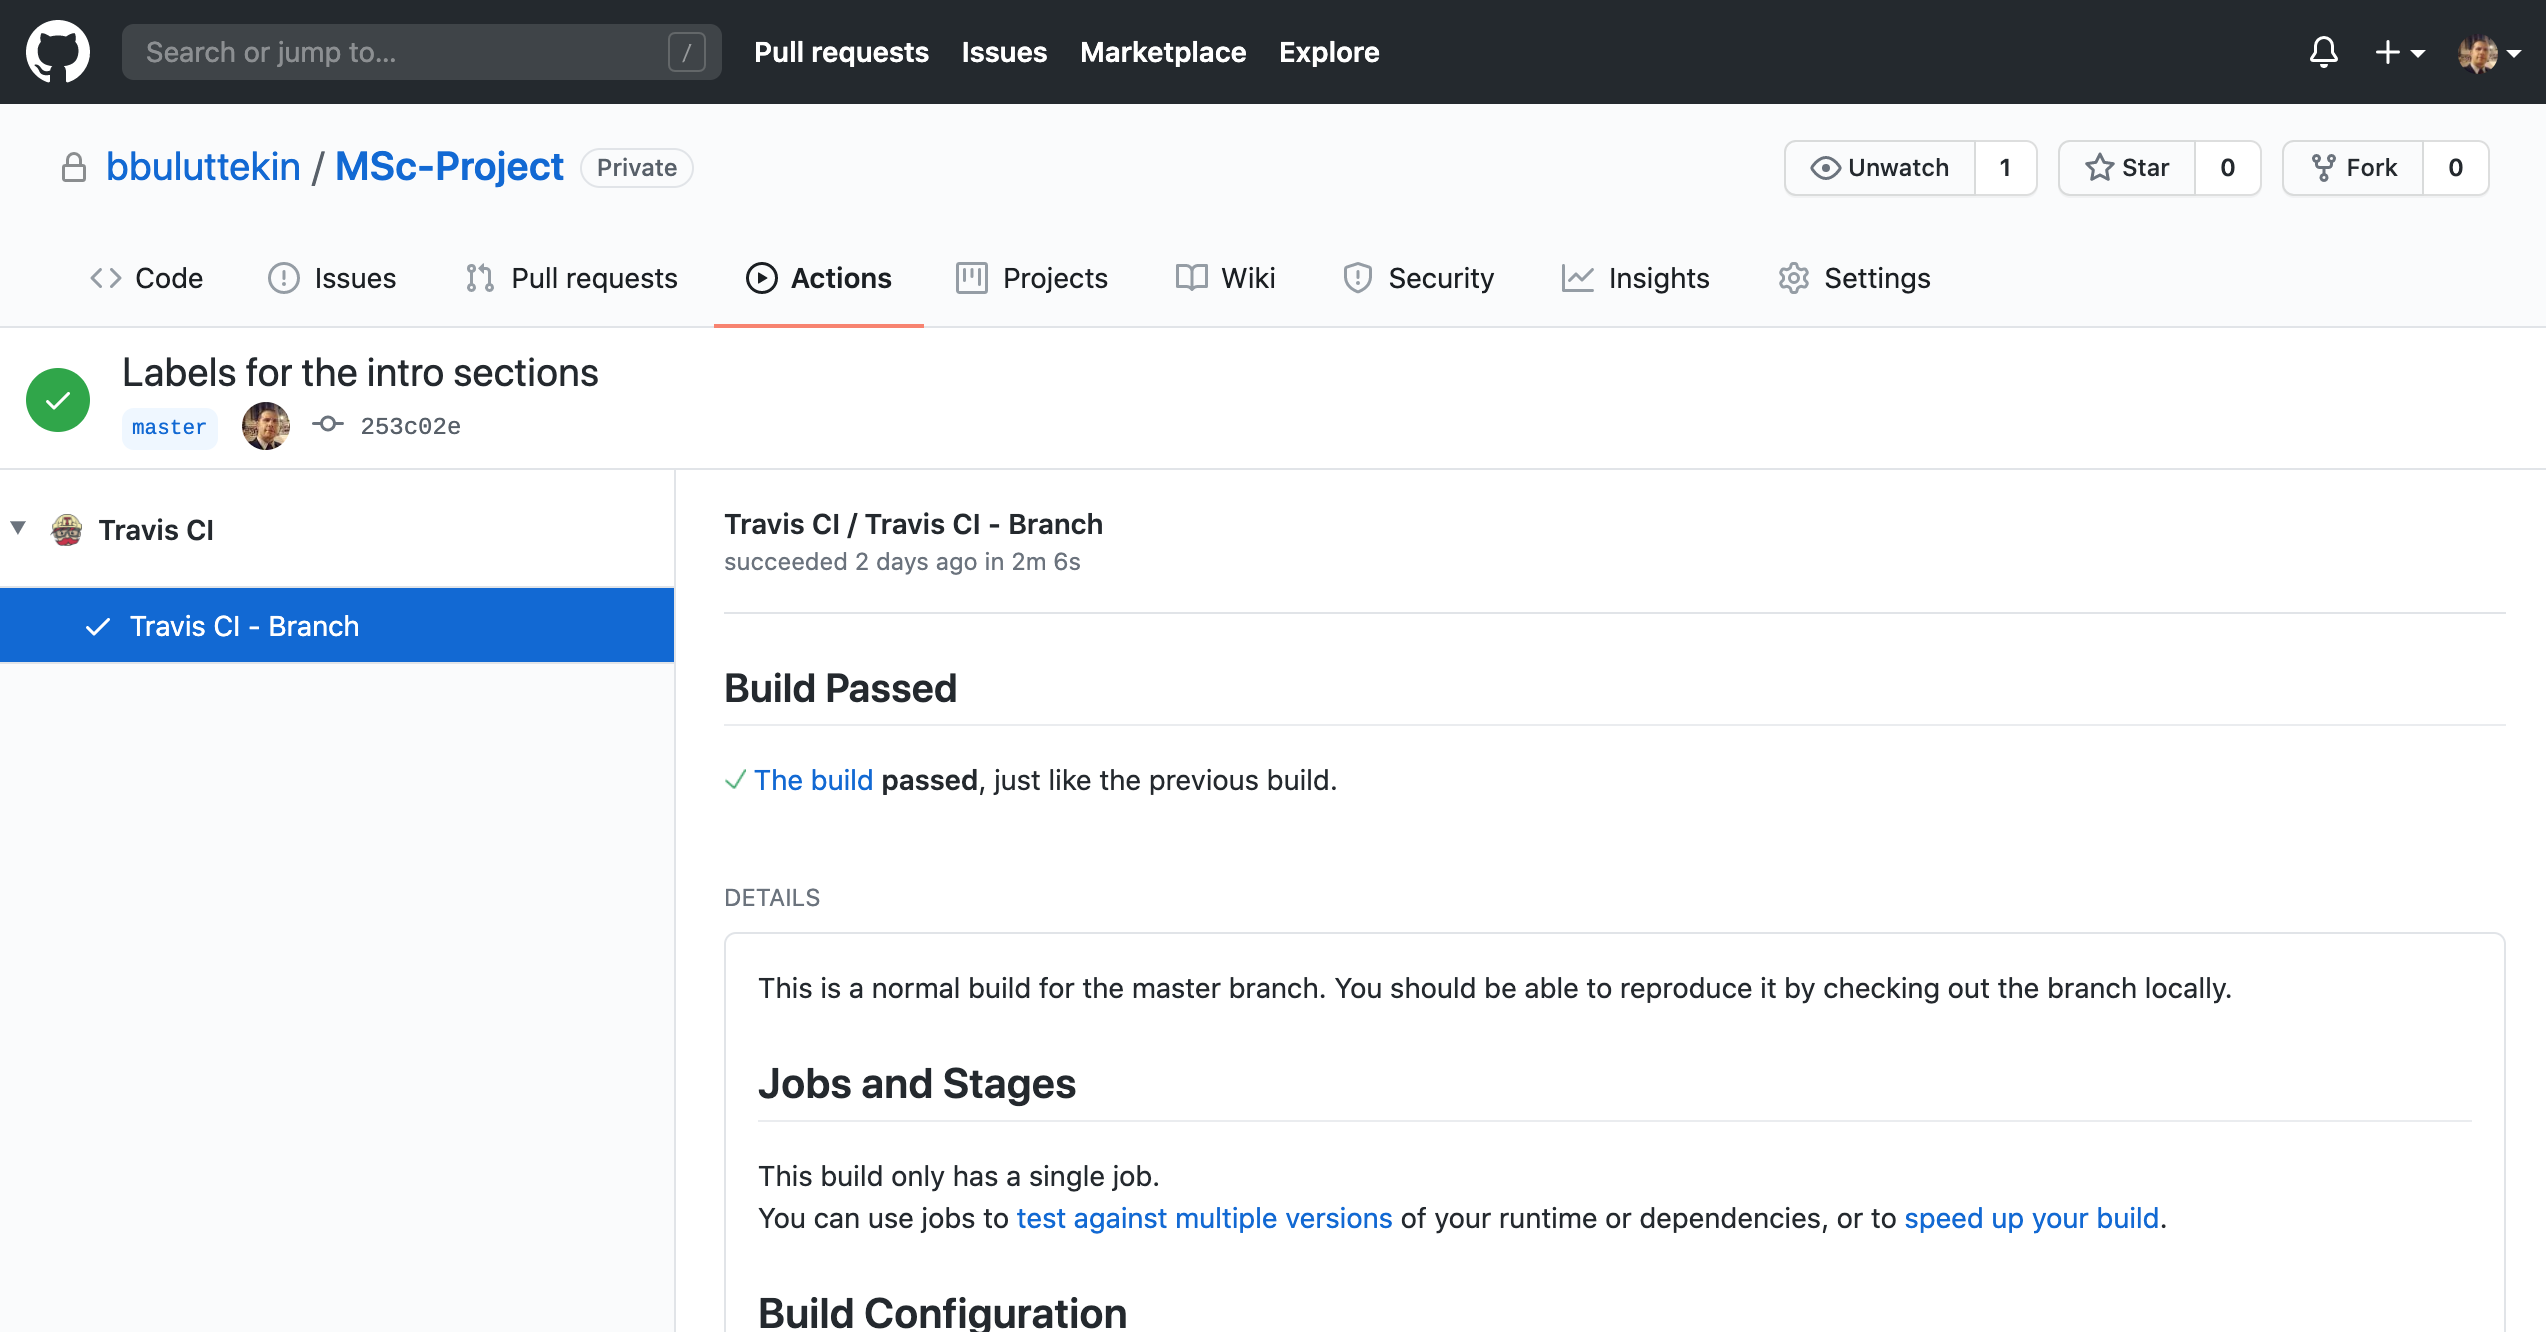 Search or jump to... /
Pull requests Issues Marketplace Explore
bbuluttekin / MSc-Project Private
Unwatch 1 Star 0 Fork 0
Code Issues Pull requests Actions Projects Wiki Security Insights Settings
Labels for the intro sections
master 253c02e
Travis CI
Travis CI - Branch
Travis CI / Travis CI - Branch
succeeded 2 days ago in 2m 6s
Build Passed
The build passed, just like the previous build.
DETAILS
This is a normal build for the master branch. You should be able to reproduce it by checking out the branch locally.
Jobs and Stages
This build only has a single job.
You can use jobs to test against multiple versions of your runtime or dependencies, or to speed up your build.
Build Configuration